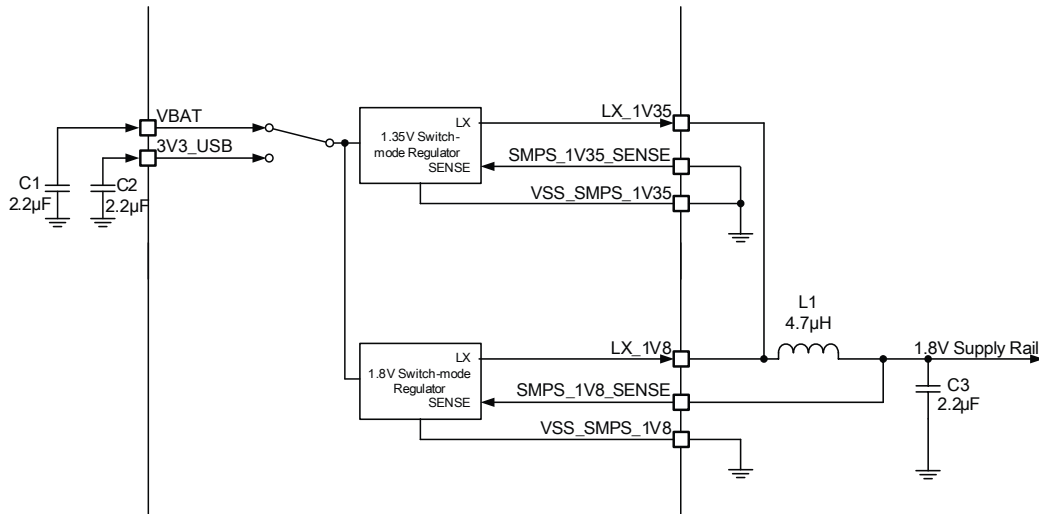 VBAT
3V3_USB
C1
2.2µF
C2
2.2µF
LX
1.35V Switch-
mode Regulator
SENSE
LX_1V35
SMPS_1V35_SENSE
VSS_SMPS_1V35
LX
1.8V Switch-mode
Regulator
SENSE
LX_1V8
SMPS_1V8_SENSE
VSS_SMPS_1V8
L1
4.7µH
1.8V Supply Rail
C3
2.2µF